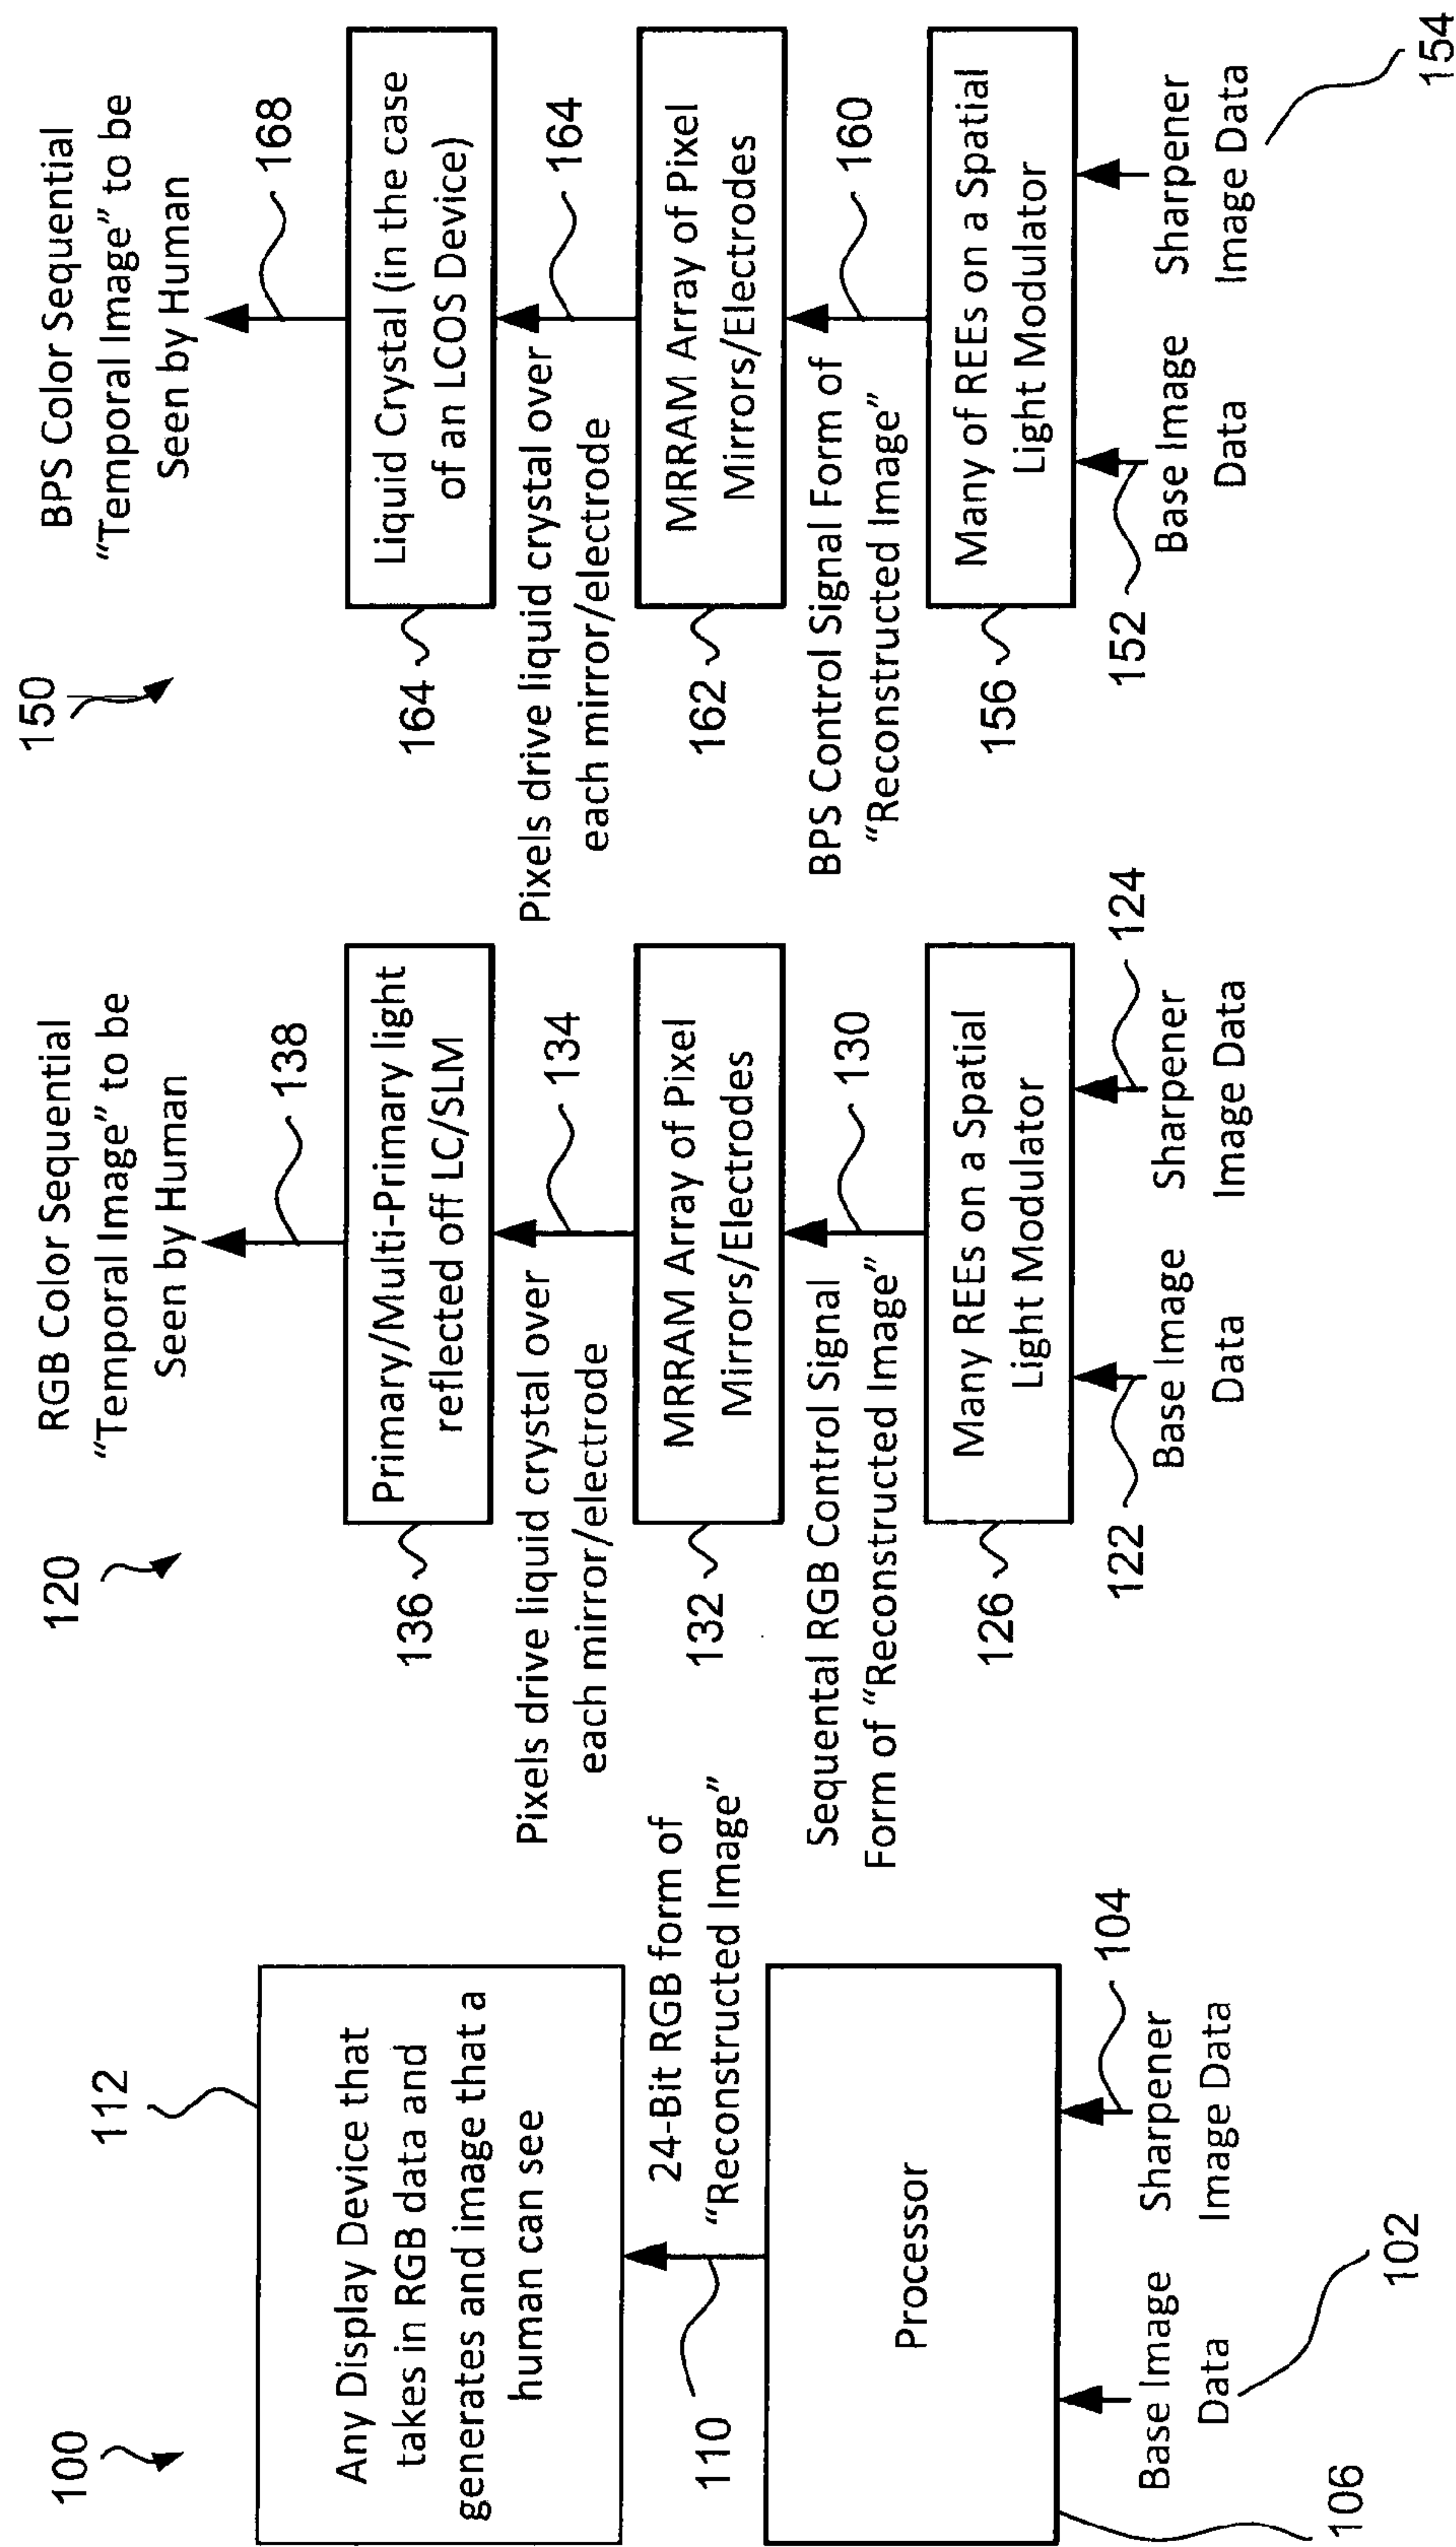 100
112
Any Display Device that
takes in RGB data and
generates and image that a
human can see
110
24-Bit RGB form of
“Reconstructed Image”
Processor
106
Base Image
Data
102
Sharpener
Image Data
104
120
RGB Color Sequential
“Temporal Image” to be
Seen by Human
138
Primary/Multi-Primary light
reflected off LC/SLM
136
Pixels drive liquid crystal over
each mirror/electrode
134
MRRAM Array of Pixel
Mirrors/Electrodes
132
Sequental RGB Control Signal
Form of “Reconstructed Image”
130
Many REEs on a Spatial
Light Modulator
126
122
Base Image
Data
Sharpener
Image Data
124
150
BPS Color Sequential
“Temporal Image” to be
Seen by Human
168
Liquid Crystal (in the case
of an LCOS Device)
164
Pixels drive liquid crystal over
each mirror/electrode
164
MRRAM Array of Pixel
Mirrors/Electrodes
162
BPS Control Signal Form of
“Reconstructed Image”
160
Many of REEs on a Spatial
Light Modulator
156
152
Base Image
Data
Sharpener
Image Data
154